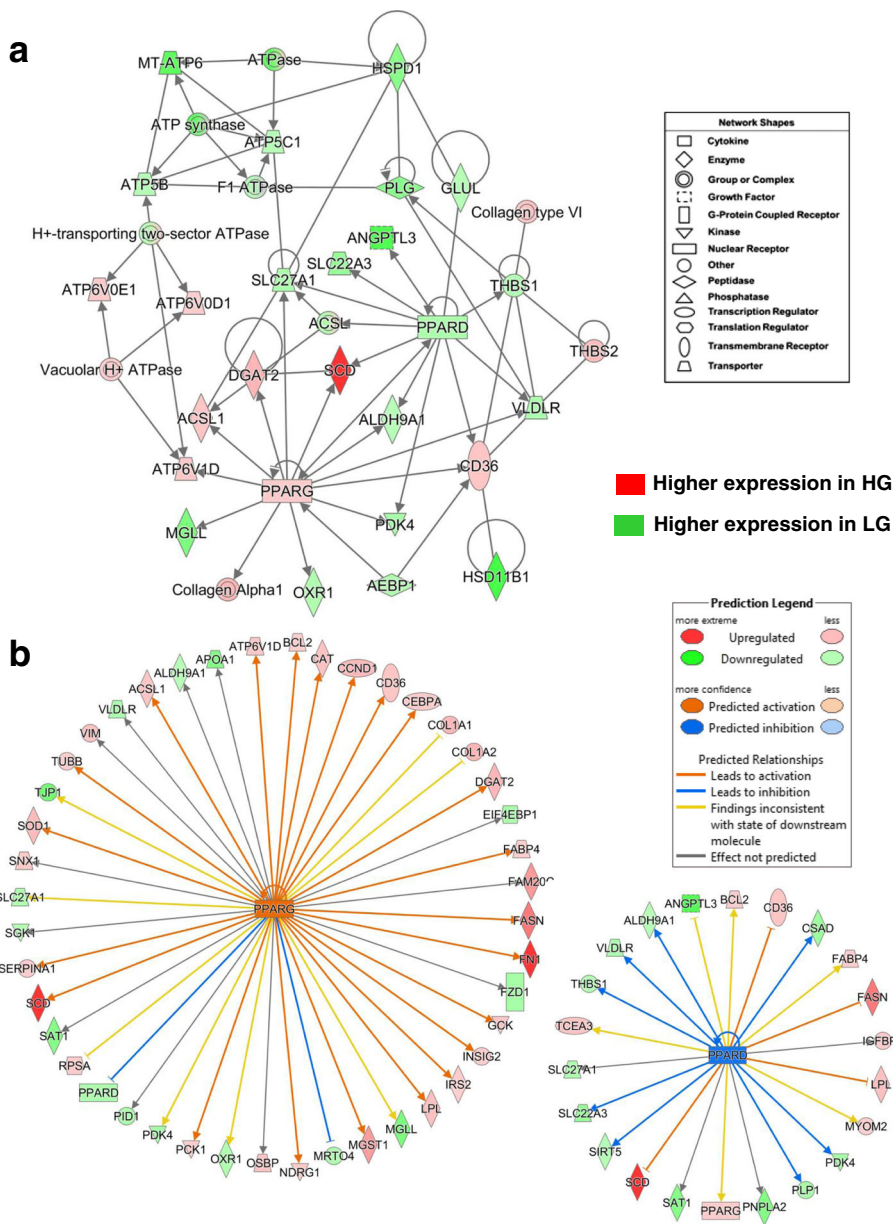 a
MT-ATP6
ATPase
HSPD1
ATP synthase
ATP5C1
ATP5B
F1 ATPase
PLG
GLUL
Collagen type VI
H+-transporting two-sector ATPase
ANGPTL3
SLC22A3
SLC27A1
THBS1
ATP6V0E1
ATP6V0D1
ACSL
PPARD
THBS2
Vacuolar H+ ATPase
DGAT2
SCD
VLDLR
ACSL1
ALDH9A1
ATP6V1D
CD36
PPARG
MGLL
PDK4
Collagen Alpha1
OXR1
AEBP1
HSD11B1
Network Shapes
Cytokine
Enzyme
Group or Complex
Growth Factor
G-Protein Coupled Receptor
Kinase
Nuclear Receptor
Other
Peptidase
Phosphatase
Transcription Regulator
Translation Regulator
Transmembrane Receptor
Transporter
Higher expression in HG
Higher expression in LG
Prediction Legend
more extreme less
Upregulated
Downregulated
more confidence less
Predicted activation
Predicted inhibition
Predicted Relationships
Leads to activation
Leads to inhibition
Findings inconsistent
with state of downstream
molecule
Effect not predicted
b
ATP6V1D
BCL2
CAT
CCND1
CD36
CEBPA
COL1A1
COL1A2
DGAT2
EIF4EBP1
FABP4
FAM20C
FASN
FN1
FZD1
GCK
INSIG2
IRS2
LPL
MGLL
MGST1
MRTO4
NDRG1
OSBP
OXR1
PCK1
PDK4
PID1
PPARD
RPSA
SAT1
SCD
SERPINA1
SGK1
SLC27A1
SNX1
SOD1
TJP1
TUBB
VIM
VLDLR
ACSL1
ALDH9A1
APOA1
PPARG
ANGPTL3
BCL2
CD36
CSAD
FABP4
FASN
IGFBP
LPL
MYOM2
PDK4
PLP1
PNPLA2
PPARG
SAT1
SCD
SIRT5
SLC22A3
SLC27A1
TCEA3
THBS1
VLDLR
ALDH9A1
PPARD